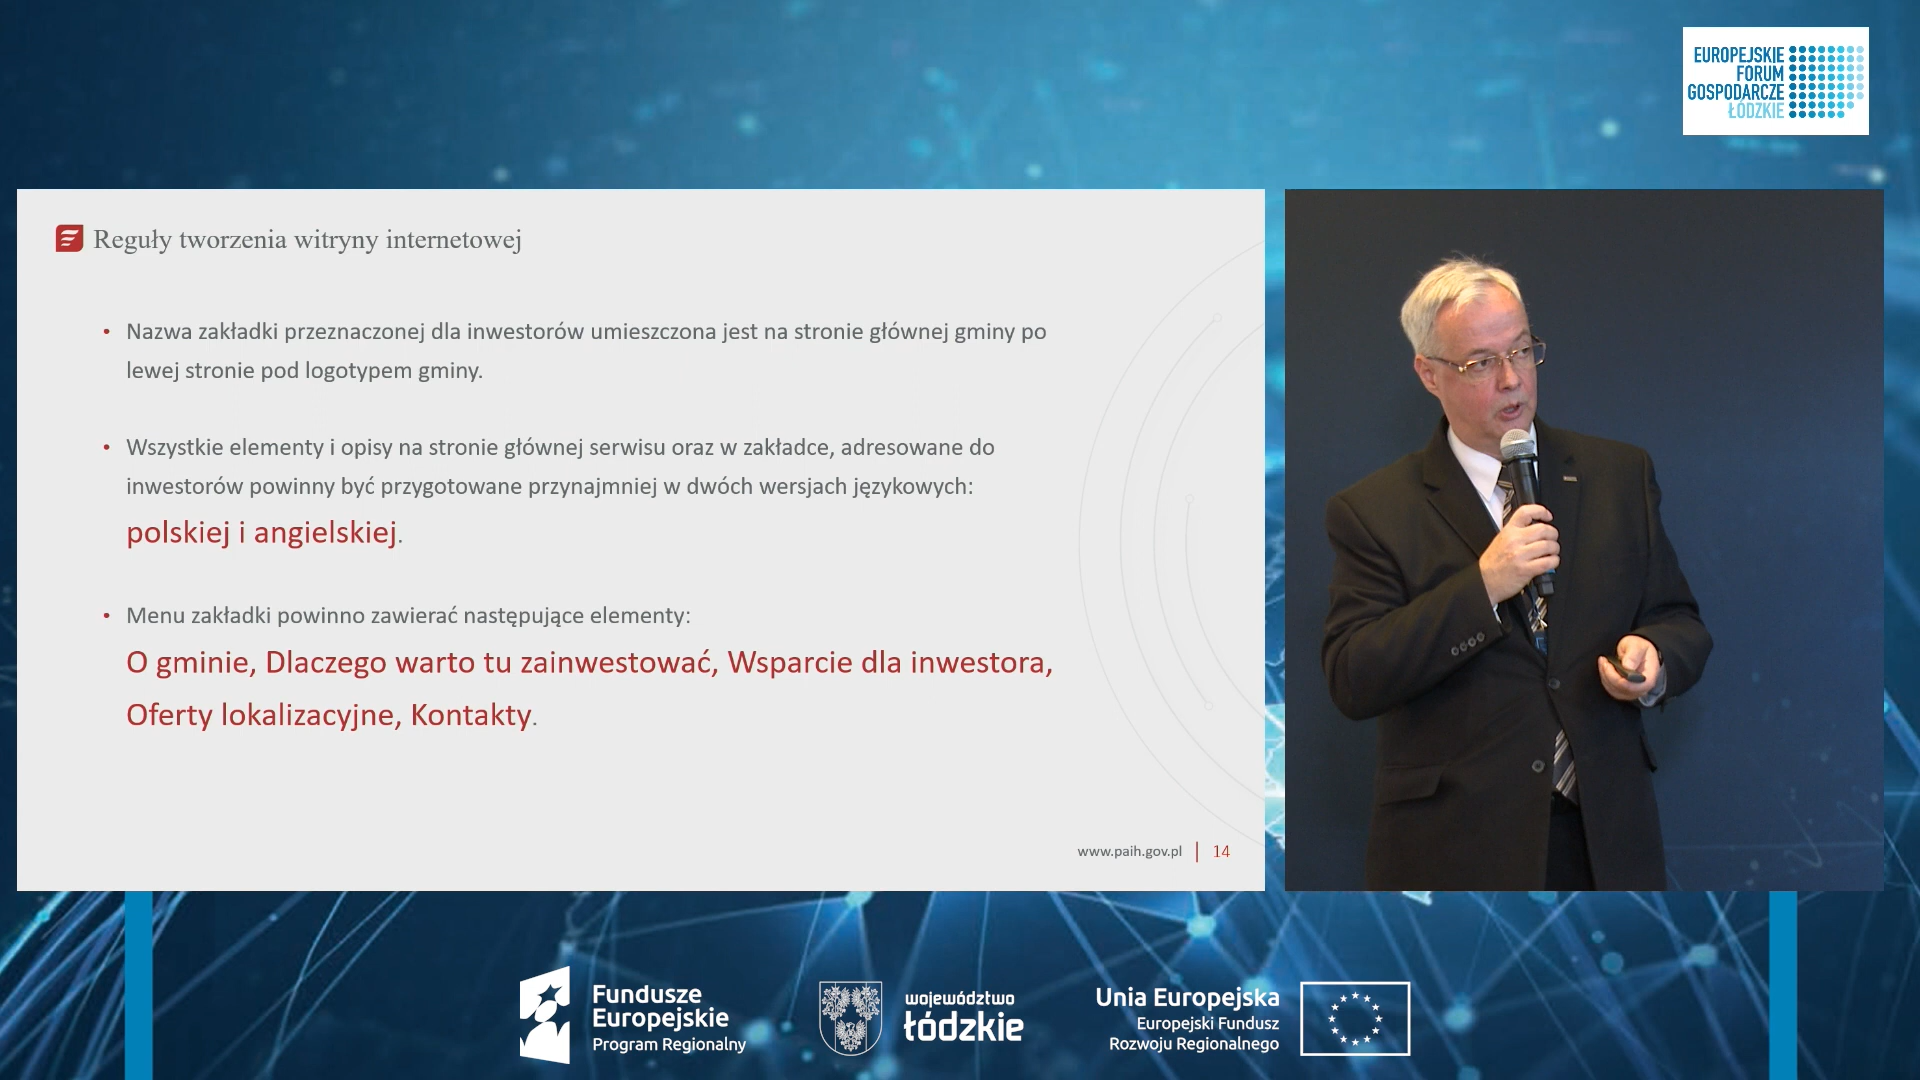 EUROPEJSKIE
FORUM
GOSPODARCZE
ŁÓDZKIE
Reguły tworzenia witryny internetowej
• Nazwa zakładki przeznaczonej dla inwestorów umieszczona jest na stronie głównej gminy po
lewej stronie pod logotypem gminy.
• Wszystkie elementy i opisy na stronie głównej serwisu oraz w zakładce, adresowane do
inwestorów powinny być przygotowane przynajmniej w dwóch wersjach językowych:
polskiej i angielskiej.
• Menu zakładki powinno zawierać następujące elementy:
O gminie, Dlaczego warto tu zainwestować, Wsparcie dla inwestora,
Oferty lokalizacyjne, Kontakty.
www.paih.gov.pl | 14
Fundusze
Europejskie
Program Regionalny
województwo
łódzkie
Unia Europejska
Europejski Fundusz
Rozwoju Regionalnego